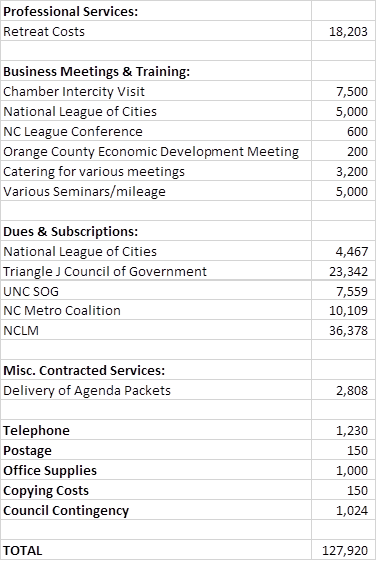 Professional Services:
Retreat Costs 18,203
Business Meetings & Training:
Chamber Intercity Visit 7,500
National League of Cities 5,000
NC League Conference 600
Orange County Economic Development Meeting 200
Catering for various meetings 3,200
Various Seminars/mileage 5,000
Dues & Subscriptions:
National League of Cities 4,467
Triangle J Council of Government 23,342
UNC SOG 7,559
NC Metro Coalition 10,109
NCLM 36,378
Misc. Contracted Services:
Delivery of Agenda Packets 2,808
Telephone 1,230
Postage 150
Office Supplies 1,000
Copying Costs 150
Council Contingency 1,024
TOTAL 127,920